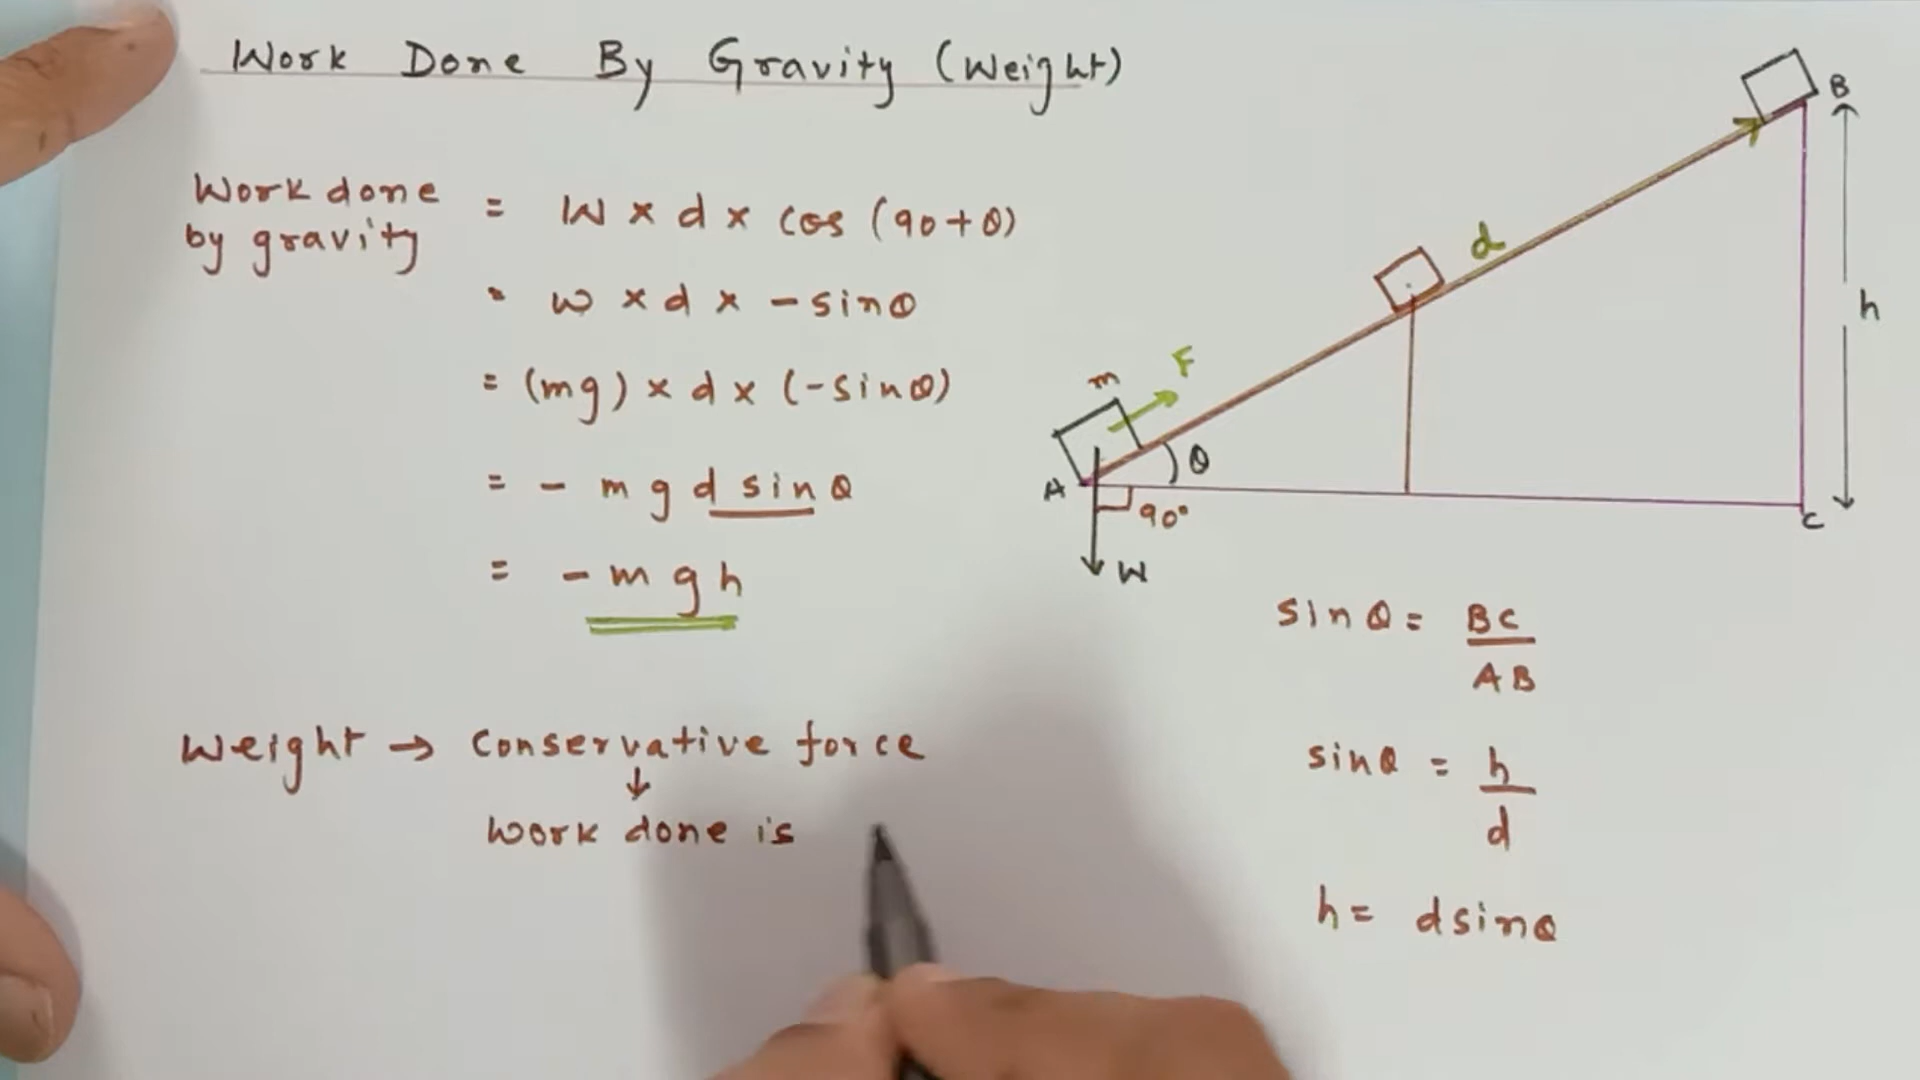 Work Done By Gravity (Weight)
Work done
by gravity
= W × d × cos (90+θ)
= w × d × -sinθ
= (mg) × d × (-sinθ)
= - m g d sinθ
= - m g h
Weight → Conservative force
↓
Work done is
B
d
h
F
m
A
θ
90°
C
W
sinθ = BC
AB
sinθ = h
d
h = dsinθ